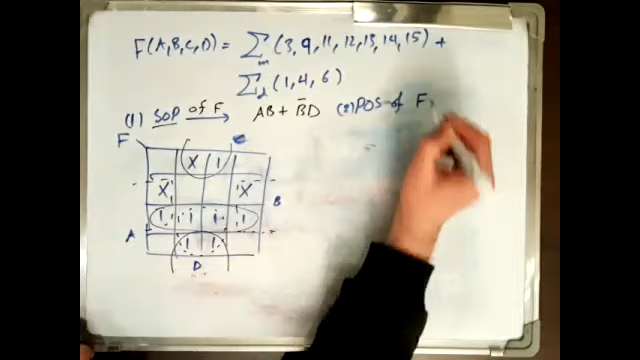 F(A,B,C,D) = Σm (3, 9, 11, 12, 13, 14, 15) +
Σd (1, 4, 6)
(1) SOP of F → AB + B̅D (2) POS of F
F C
X 1
X X B
1 1 1 1
A 1 1
D